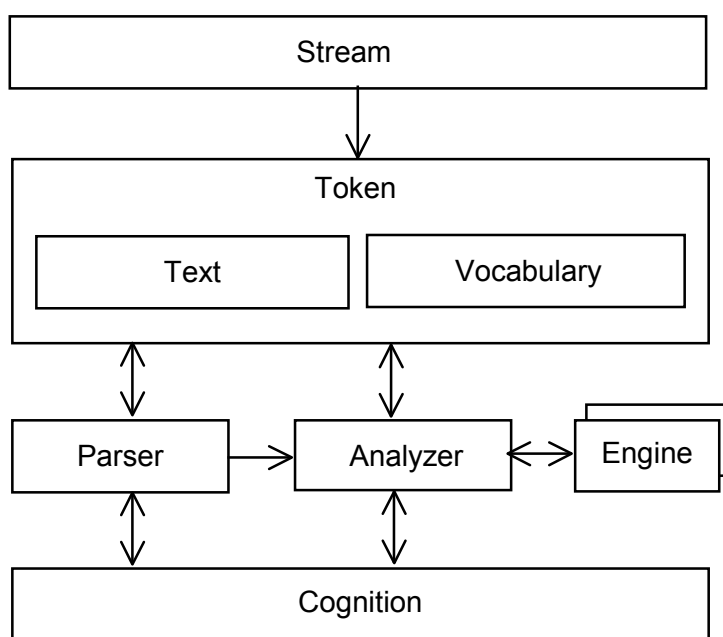 Stream
Token
Text
Vocabulary
Parser
Analyzer
Engine
Cognition